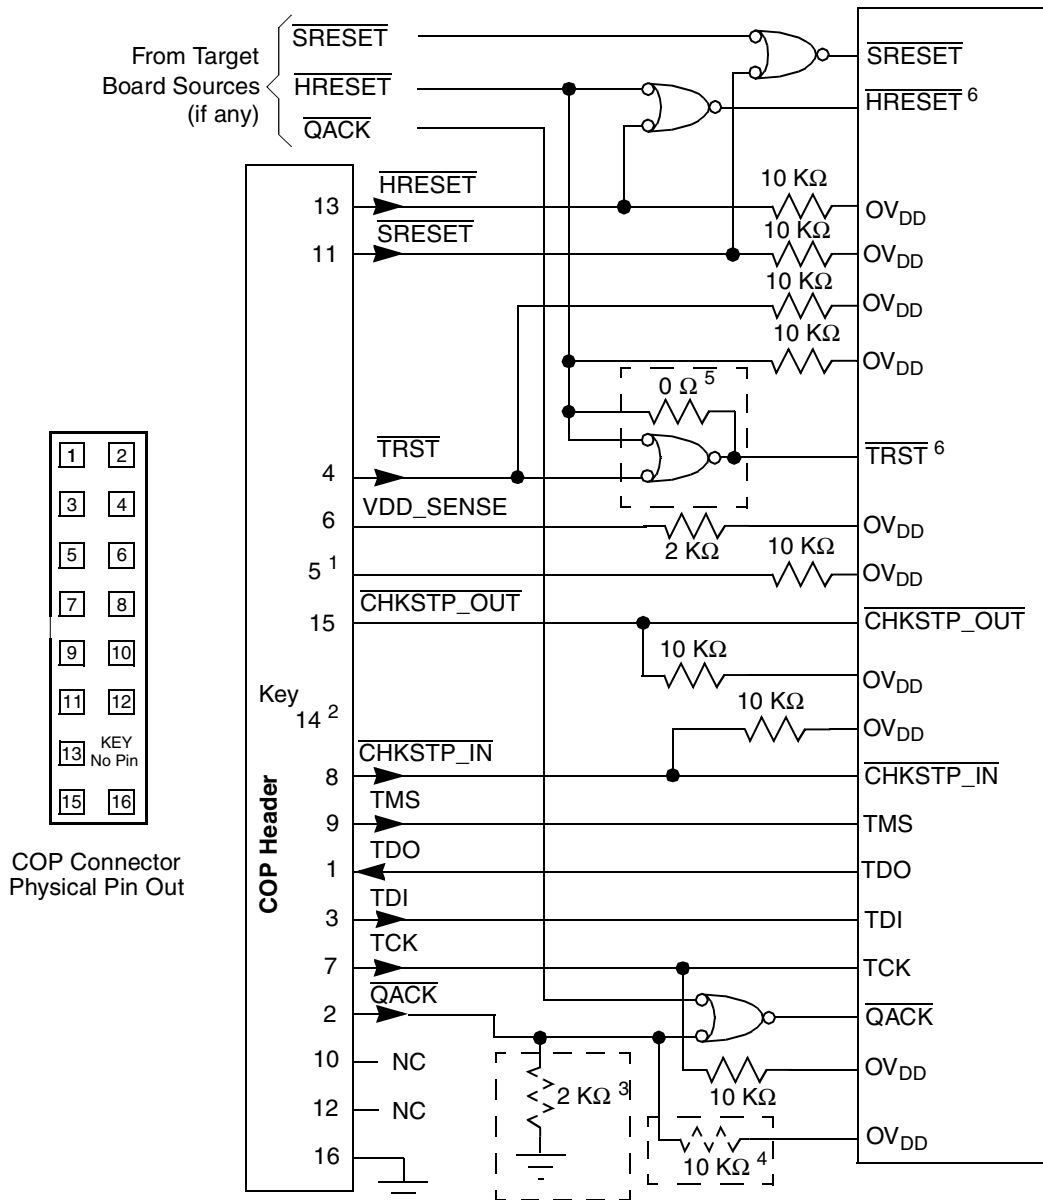 From Target
Board Sources
(if any)
SRESET
HRESET
QACK
SRESET
HRESET 6
13
HRESET
10 KΩ
OVDD
11
SRESET
10 KΩ
OVDD
10 KΩ
OVDD
10 KΩ
OVDD
0 Ω 5
4
TRST
TRST 6
6
VDD_SENSE
2 KΩ
OVDD
5 1
10 KΩ
OVDD
15
CHKSTP_OUT
CHKSTP_OUT
10 KΩ
OVDD
Key
14 2
10 KΩ
OVDD
8
CHKSTP_IN
CHKSTP_IN
9
TMS
TMS
1
TDO
TDO
3
TDI
TDI
7
TCK
TCK
2
QACK
QACK
10
NC
10 KΩ
OVDD
12
NC
2 KΩ 3
10 KΩ 4
OVDD
16
COP Header
1 2
3 4
5 6
7 8
9 10
11 12
13 KEY
No Pin
15 16
COP Connector
Physical Pin Out